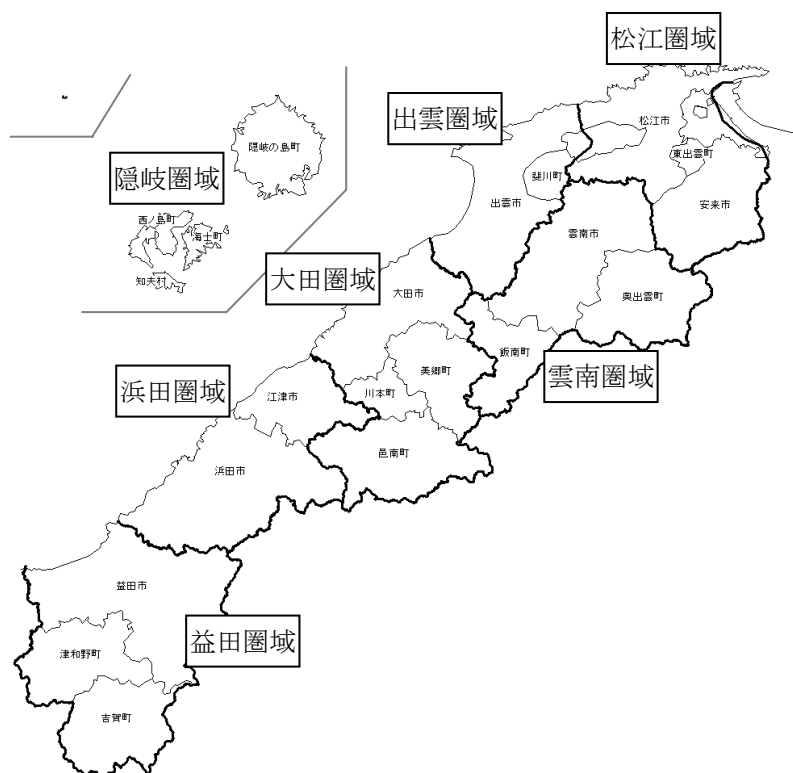 松江圏域
出雲圏域
松江市
隠岐の島町
東出雲町
隠岐圏域
斐川町
出雲市
安来市
西ノ島町
海士町
雲南市
知夫村
大田圏域
大田市
奥出雲町
飯南町
美郷町
雲南圏域
浜田圏域
江津市
川本町
邑南町
浜田市
益田市
益田圏域
津和野町
吉賀町